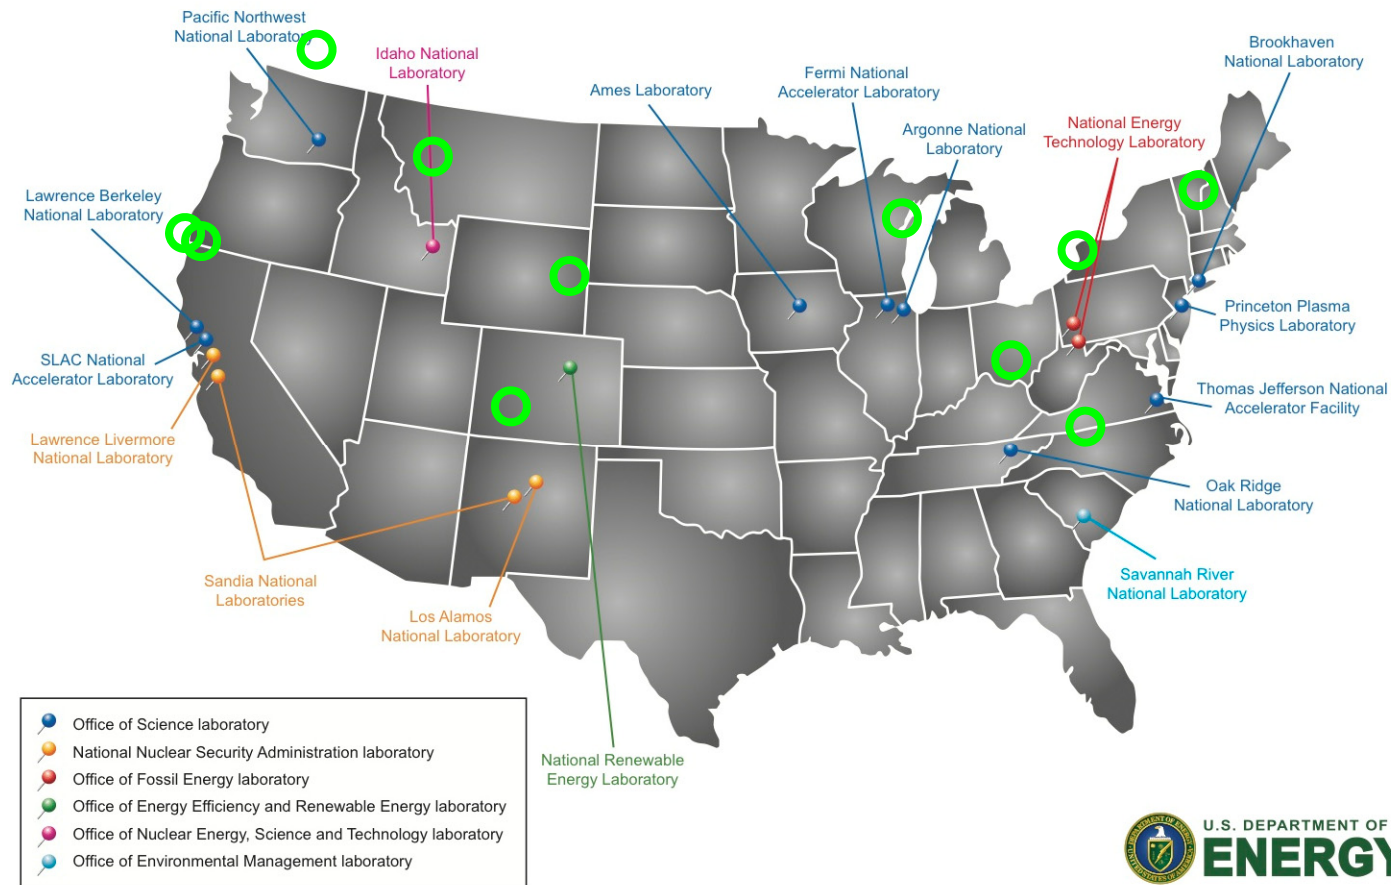 Pacific Northwest
National Laboratory
Idaho National
Laboratory
Ames Laboratory
Fermi National
Accelerator Laboratory
Argonne National
Laboratory
National Energy
Technology Laboratory
Brookhaven
National Laboratory
Lawrence Berkeley
National Laboratory
SLAC National
Accelerator Laboratory
Lawrence Livermore
National Laboratory
Sandia National
Laboratories
Los Alamos
National Laboratory
National Renewable
Energy Laboratory
Princeton Plasma
Physics Laboratory
Thomas Jefferson National
Accelerator Facility
Oak Ridge
National Laboratory
Savannah River
National Laboratory
Office of Science laboratory
National Nuclear Security Administration laboratory
Office of Fossil Energy laboratory
Office of Energy Efficiency and Renewable Energy laboratory
Office of Nuclear Energy, Science and Technology laboratory
Office of Environmental Management laboratory
U.S. DEPARTMENT OF
ENERGY